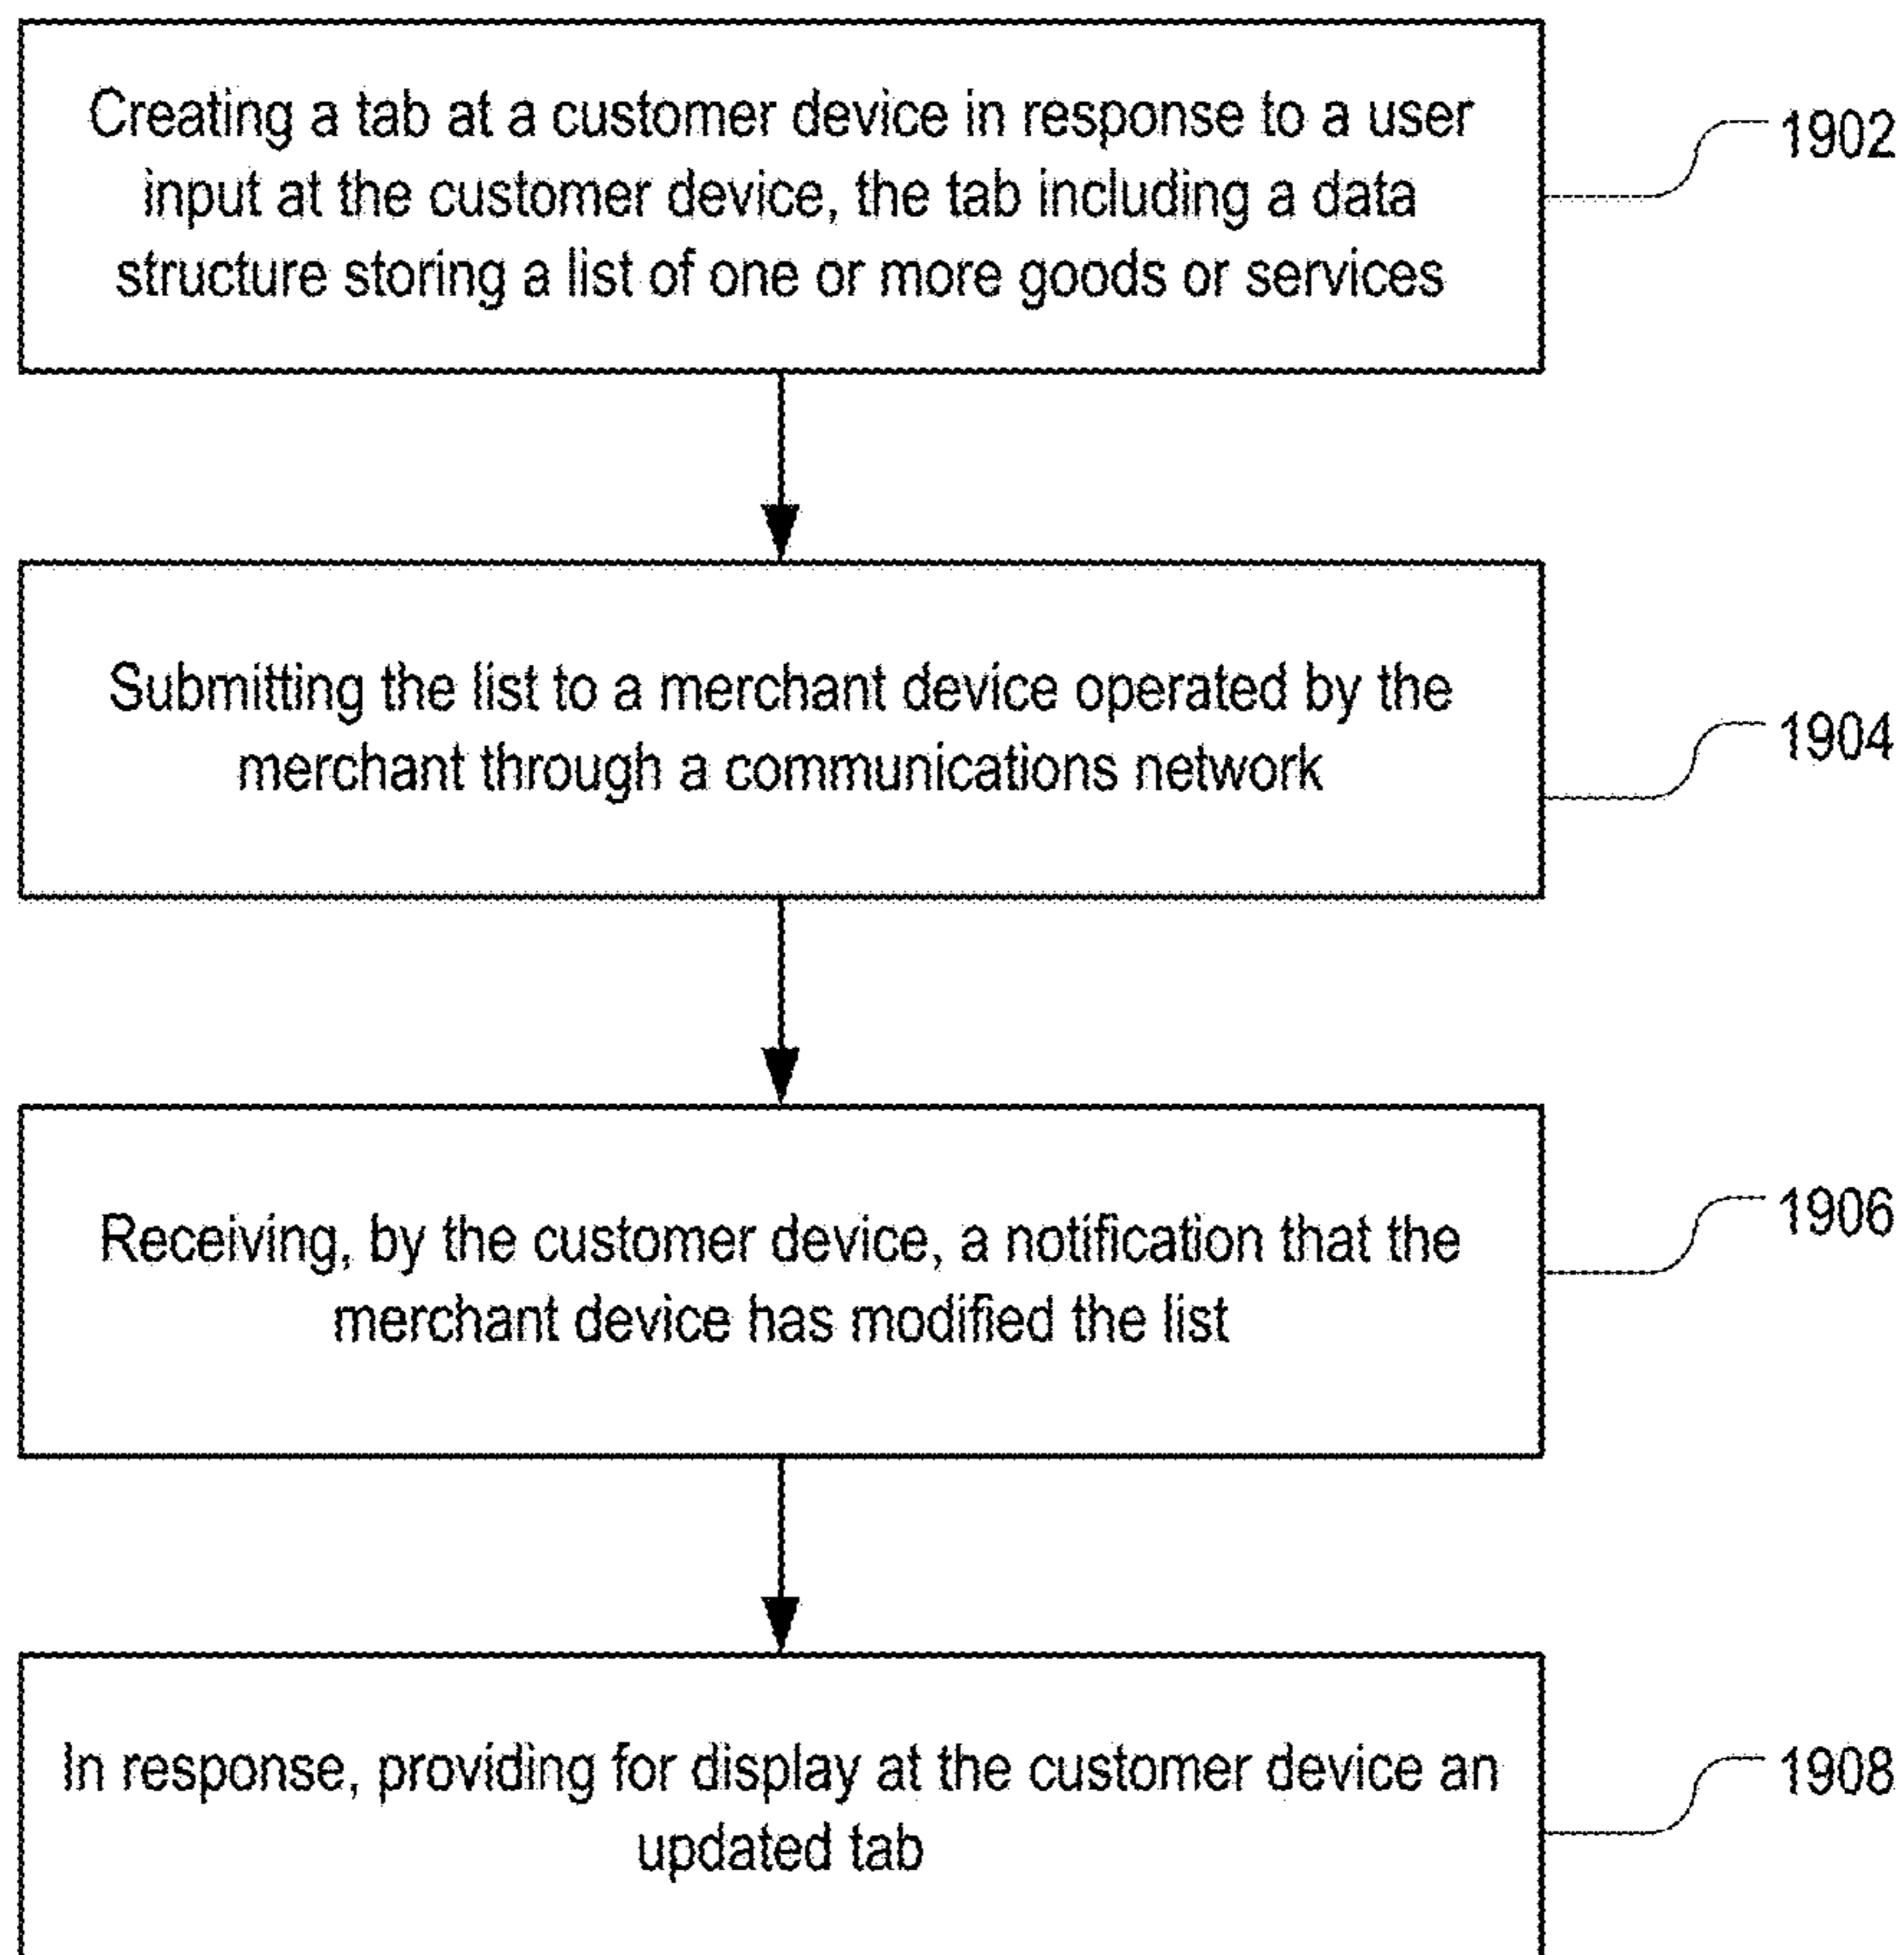 Creating a tab at a customer device in response to a user
input at the customer device, the tab including a data
structure storing a list of one or more goods or services
1902
Submitting the list to a merchant device operated by the
merchant through a communications network
1904
Receiving, by the customer device, a notification that the
merchant device has modified the list
1906
In response, providing for display at the customer device an
updated tab
1908